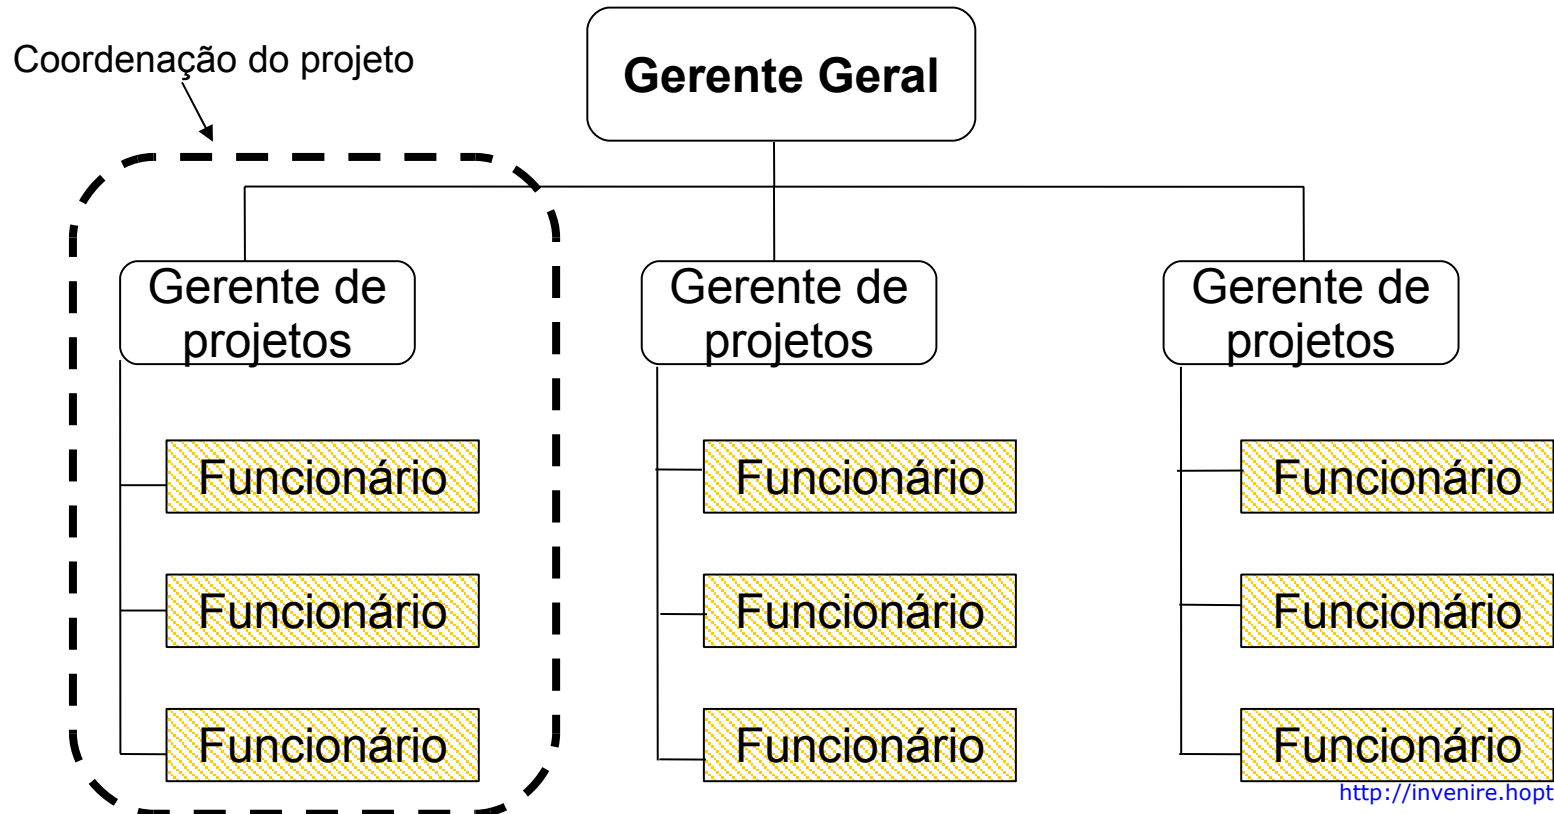 Coordenação do projeto
Gerente Geral
Gerente de
projetos
Gerente de
projetos
Gerente de
projetos
Funcionário
Funcionário
Funcionário
Funcionário
Funcionário
Funcionário
Funcionário
Funcionário
Funcionário
http://invenire.hopt